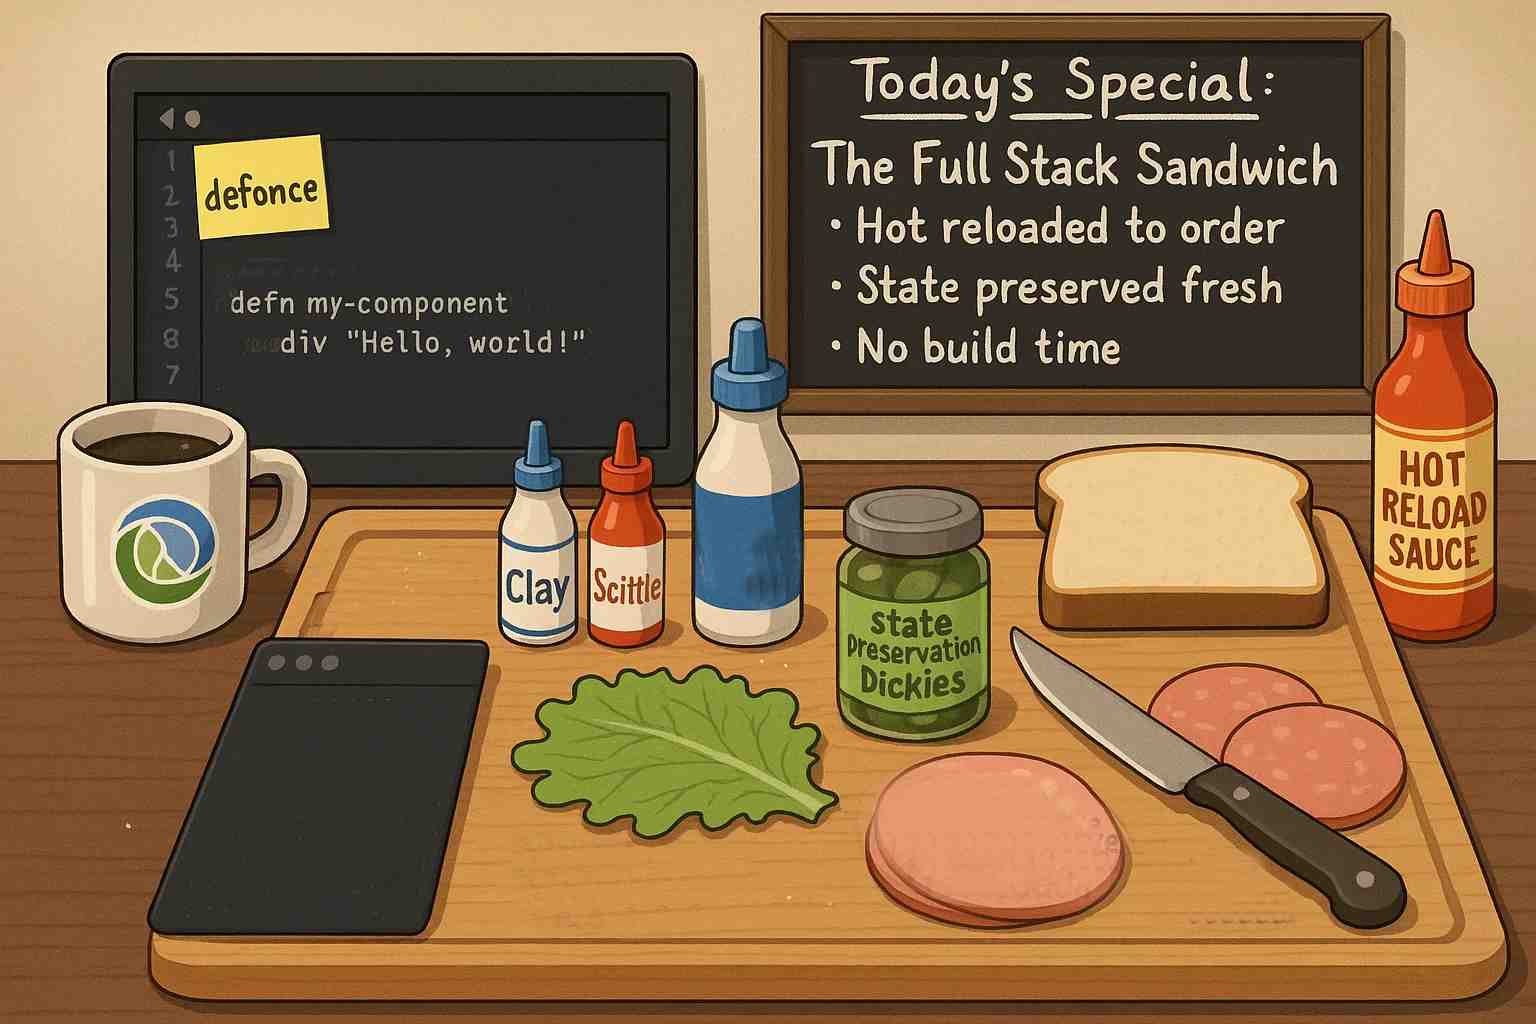 1
2
3
4
5
8
7
defonce
defn my-component
div "Hello, world!"
Today's Special:
The Full Stack Sandwich
• Hot reloaded to order
• State preserved fresh
• No build time
HOT
RELOAD
SAUCE
Clay
Scittle
State
Preservation
Dickies